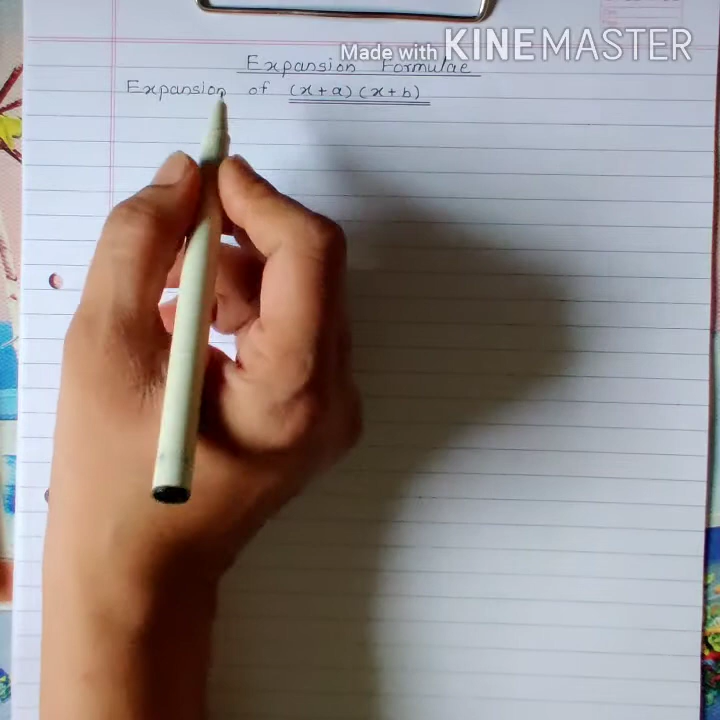 Made with KINEMASTER
Expansion Formulae
Expansion of (x+a)(x+b)